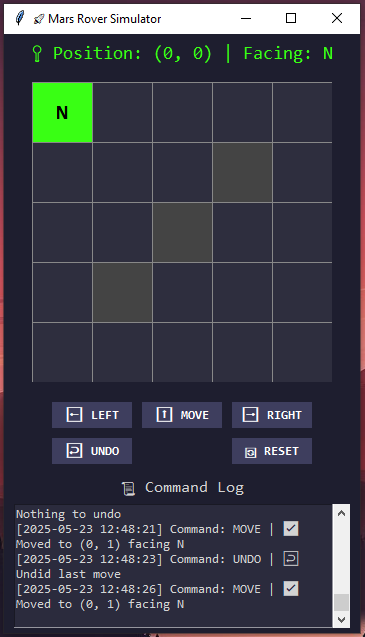 Mars Rover Simulator
Position: (0, 0) | Facing: N
N
LEFT
MOVE
RIGHT
UNDO
RESET
Command Log
Nothing to undo
[2025-05-23 12:48:21] Command: MOVE |
Moved to (0, 1) facing N
[2025-05-23 12:48:23] Command: UNDO |
Undid last move
[2025-05-23 12:48:26] Command: MOVE |
Moved to (0, 1) facing N